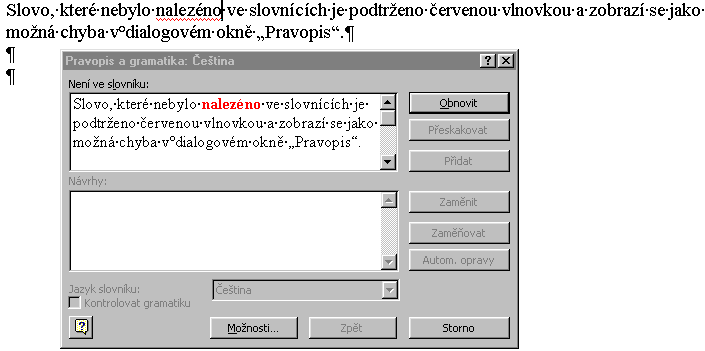 Slovo, které nebylo nalezéno ve slovnících je podtrženo červenou vlnovkou a zobrazí se jako
možná chyba v°dialogovém okně „Pravopis“.¶
¶
¶
Pravopis a gramatika: Čeština
Není ve slovníku:
Slovo, které nebylo nalezéno ve slovnících je
podtrženo červenou vlnovkou a zobrazí se jako
možná chyba v°dialogovém okně „Pravopis“.
Obnovit
Přeskakovat
Přidat
Návrhy:
Zaměnit
Zaměňovat
Autom. opravy
Jazyk slovníku:
Čeština
Kontrolovat gramatiku
Možnosti...
Zpět
Storno